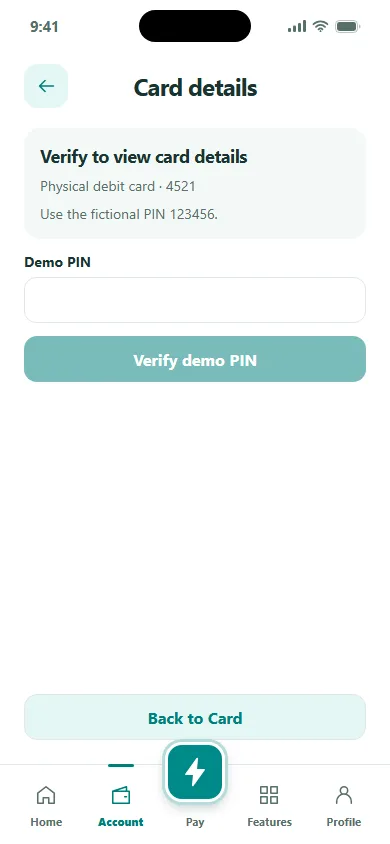 9:41
Card details
Verify to view card details
Physical debit card · 4521
Use the fictional PIN 123456.
Demo PIN
Verify demo PIN
Back to Card
Home
Account
Pay
Features
Profile